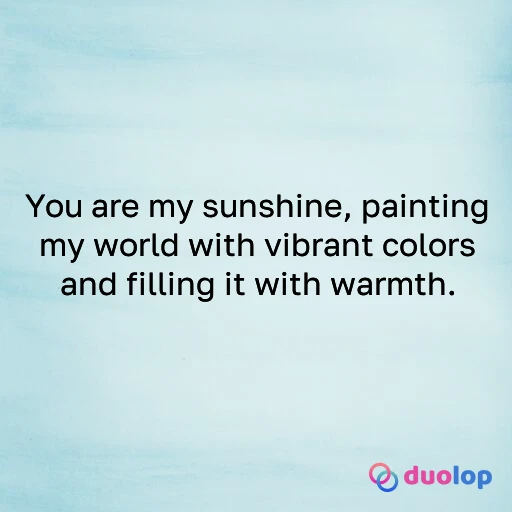 You are my sunshine, painting
my world with vibrant colors
and filling it with warmth.
duolop